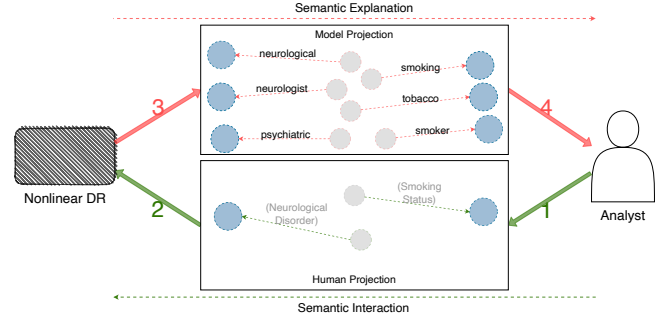 Semantic Explanation
Model Projection
neurological
smoking
neurologist
tobacco
psychiatric
smoker
3
4
Nonlinear DR
2
1
Analyst
(Smoking
Status)
(Neurological
Disorder)
Human Projection
Semantic Interaction